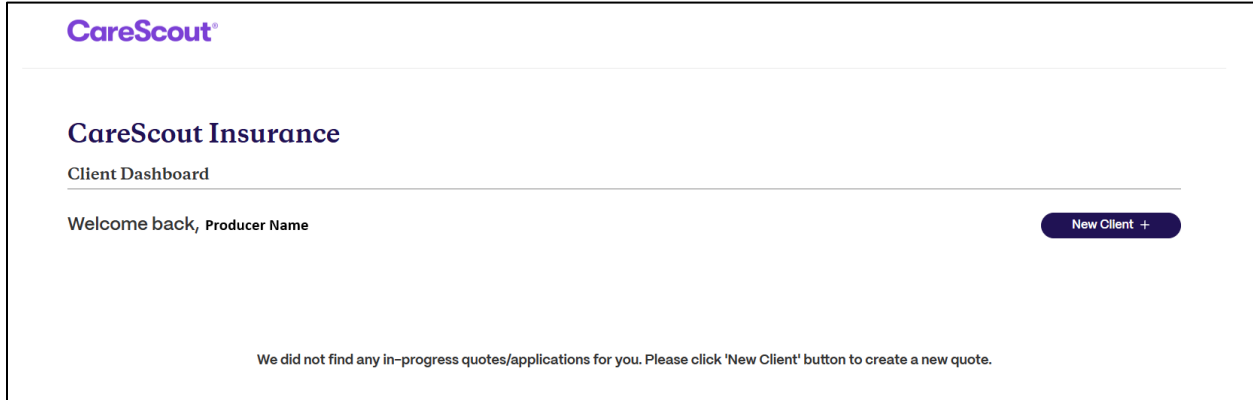 CareScout®
CareScout Insurance
Client Dashboard
Welcome back, Producer Name
New Client +
We did not find any in-progress quotes/applications for you. Please click 'New Client' button to create a new quote.